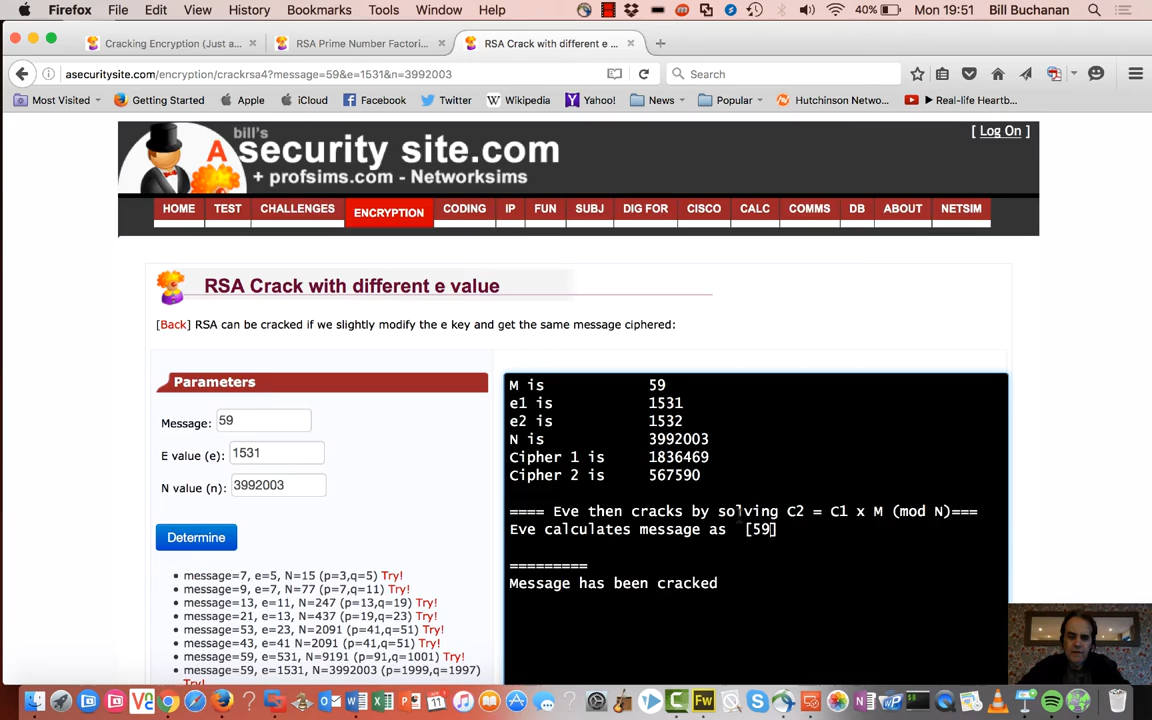 Firefox File Edit View History Bookmarks Tools Window Help 40% Mon 19:51 Bill Buchanan
Cracking Encryption (Just a... × RSA Prime Number Factori... × RSA Crack with different e ... ×
asecuritysite.com/encryption/crackrsa4?message=59&e=1531&n=3992003 Search
Most Visited Getting Started Apple iCloud Facebook Twitter Wikipedia Yahoo! News Popular Hutchinson Netwo... Real-life Heartb...
bill's
A security site.com
+ profsims.com - Networksims
[ Log On ]
HOME TEST CHALLENGES ENCRYPTION CODING IP FUN SUBJ DIG FOR CISCO CALC COMMS DB ABOUT NETSIM
RSA Crack with different e value
[Back] RSA can be cracked if we slightly modify the e key and get the same message ciphered:
Parameters
Message: 59
E value (e): 1531
N value (n): 3992003
Determine
message=7, e=5, N=15 (p=3,q=5) Try!
message=9, e=7, N=77 (p=7,q=11) Try!
message=13, e=11, N=247 (p=13,q=19) Try!
message=21, e=13, N=437 (p=19,q=23) Try!
message=53, e=23, N=2091 (p=41,q=51) Try!
message=43, e=41 N=2091 (p=41,q=51) Try!
message=59, e=531, N=9191 (p=91,q=1001) Try!
message=59, e=1531, N=3992003 (p=1999,q=1997)
Try!
M is 59
e1 is 1531
e2 is 1532
N is 3992003
Cipher 1 is 1836469
Cipher 2 is 567590
==== Eve then cracks by solving C2 = C1 x M (mod N)===
Eve calculates message as [59]
=========
Message has been cracked